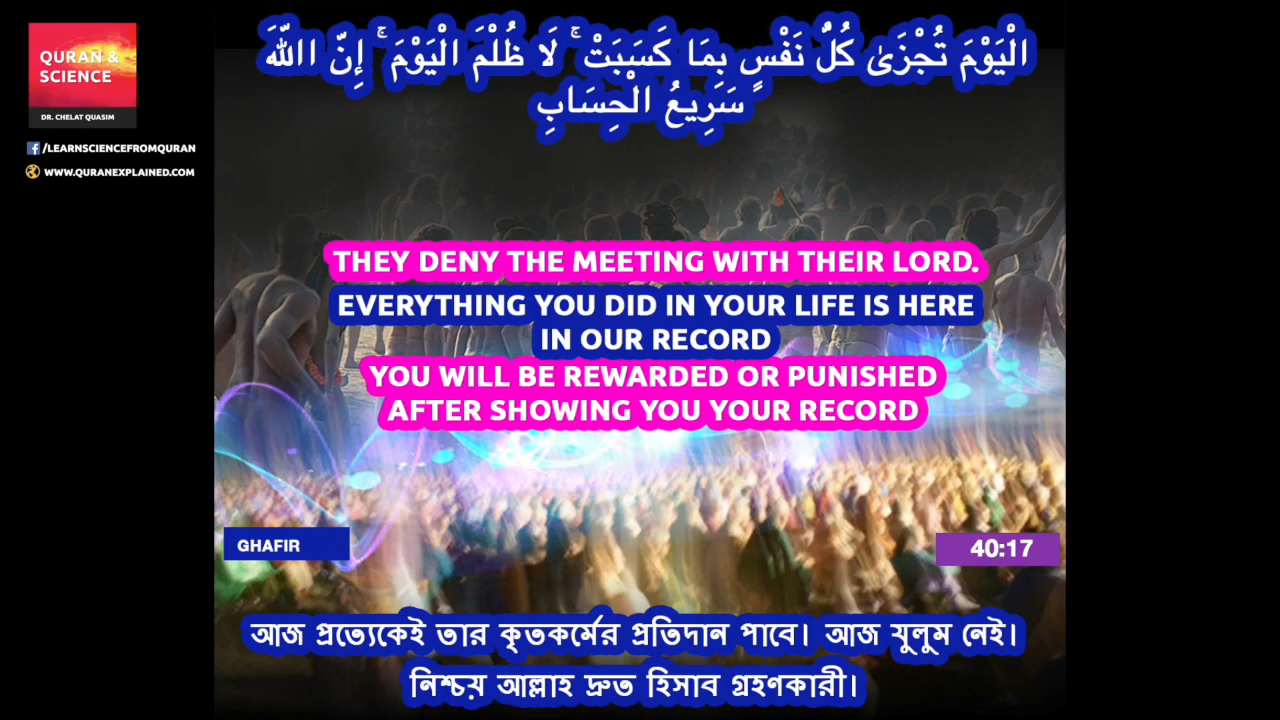 QURAN &
SCIENCE
DR. CHELAT QUASIM
/LEARNSCIENCEFROMQURAN
WWW.QURANEXPLAINED.COM
الْيَوْمَ تُجْزَىٰ كُلُّ نَفْسٍ بِمَا كَسَبَتْ ۚ لَا ظُلْمَ الْيَوْمَ ۚ إِنَّ اللَّهَ
سَرِيعُ الْحِسَابِ
THEY DENY THE MEETING WITH THEIR LORD.
EVERYTHING YOU DID IN YOUR LIFE IS HERE
IN OUR RECORD
YOU WILL BE REWARDED OR PUNISHED
AFTER SHOWING YOU YOUR RECORD
GHAFIR
40:17
আজ প্রত্যেকেই তার কৃতকর্মের প্রতিদান পাবে। আজ যুলুম নেই।
নিশ্চয় আল্লাহ দ্রুত হিসাব গ্রহণকারী।